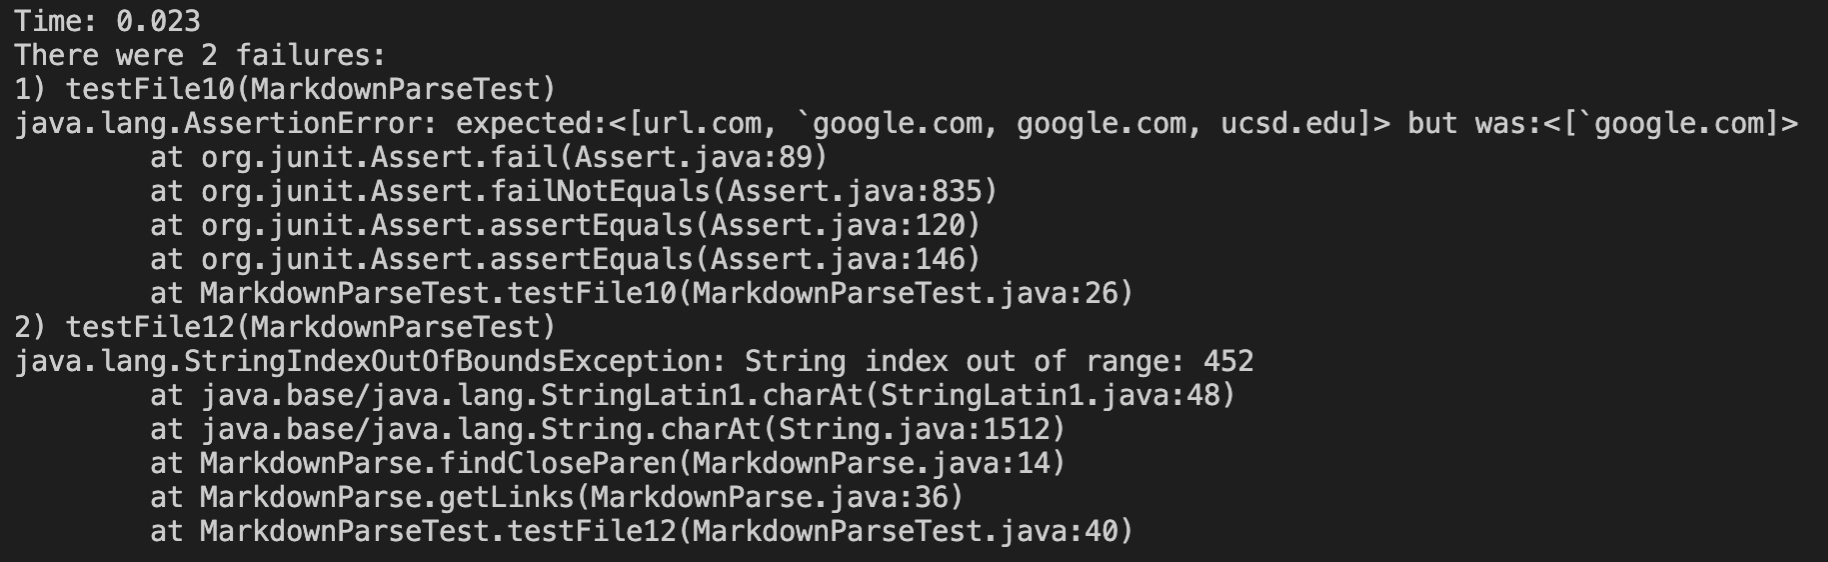 Time: 0.023
There were 2 failures:
1) testFile10(MarkdownParseTest)
java.lang.AssertionError: expected:<[url.com, `google.com, google.com, ucsd.edu]> but was:<[`google.com]>
        at org.junit.Assert.fail(Assert.java:89)
        at org.junit.Assert.failNotEquals(Assert.java:835)
        at org.junit.Assert.assertEquals(Assert.java:120)
        at org.junit.Assert.assertEquals(Assert.java:146)
        at MarkdownParseTest.testFile10(MarkdownParseTest.java:26)
2) testFile12(MarkdownParseTest)
java.lang.StringIndexOutOfBoundsException: String index out of range: 452
        at java.base/java.lang.StringLatin1.charAt(StringLatin1.java:48)
        at java.base/java.lang.String.charAt(String.java:1512)
        at MarkdownParse.findCloseParen(MarkdownParse.java:14)
        at MarkdownParse.getLinks(MarkdownParse.java:36)
        at MarkdownParseTest.testFile12(MarkdownParseTest.java:40)